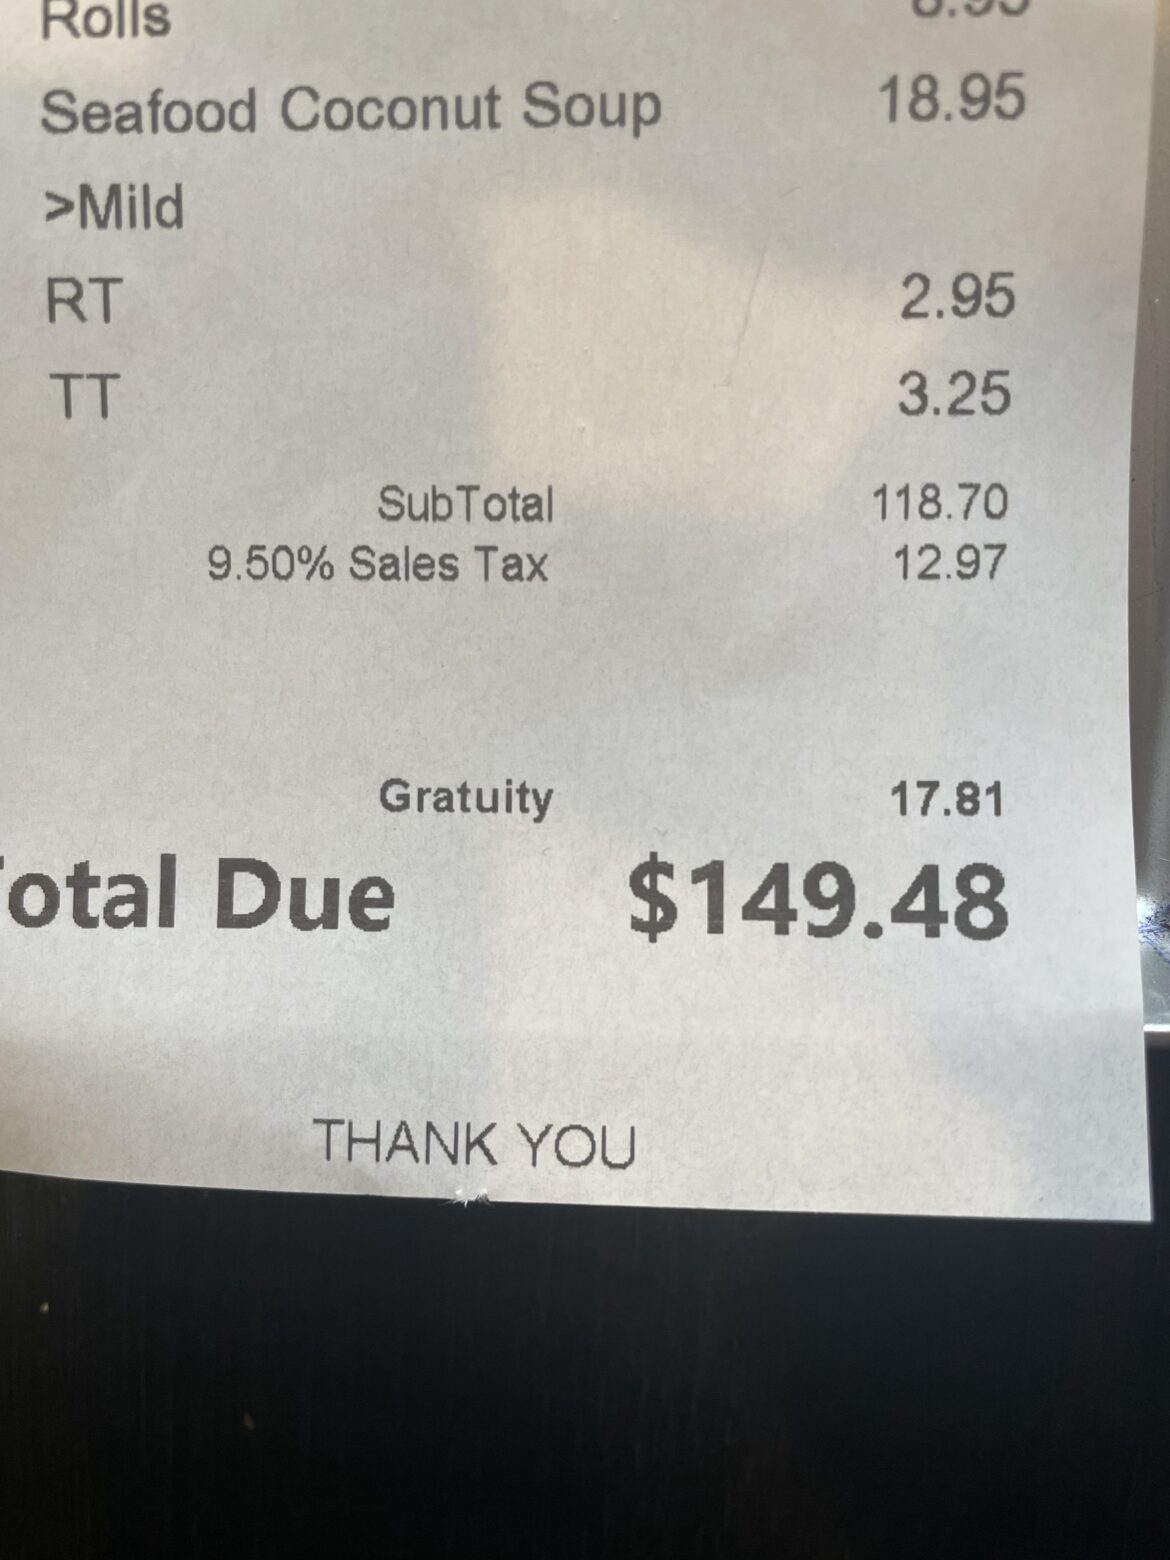 Rolls
Seafood Coconut Soup 18.95
>Mild
RT 2.95
TT 3.25
SubTotal 118.70
9.50% Sales Tax 12.97
Gratuity 17.81
otal Due $149.48
THANK YOU